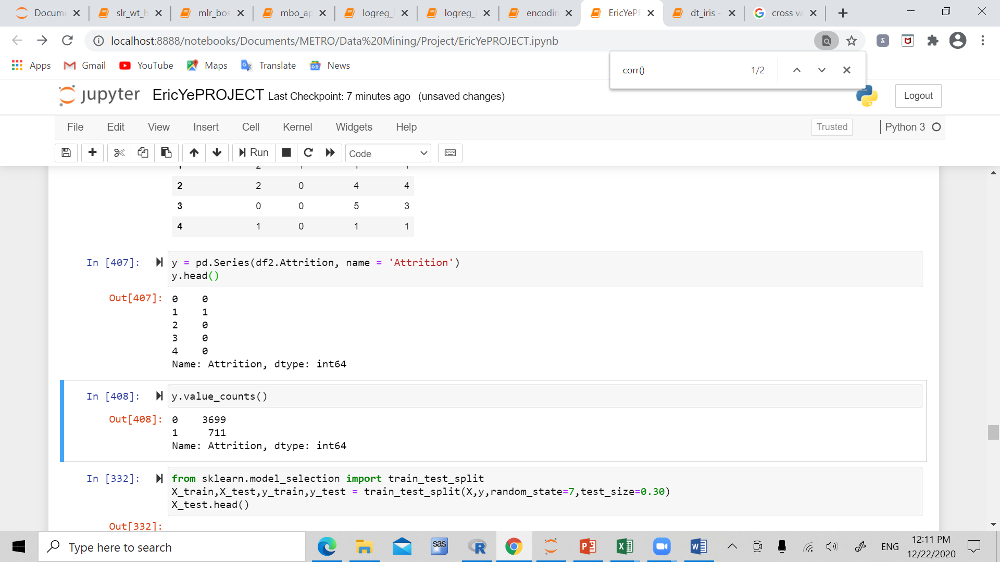 Docume
slr_wt_h
mlr_bos
mbo_ap
logreg_
logreg_
encodin
EricYeP
dt_iris -
cross va
localhost:8888/notebooks/Documents/METRO/Data%20Mining/Project/EricYePROJECT.ipynb
Apps
Gmail
YouTube
Maps
Translate
News
corr()
1/2
jupyter
EricYePROJECT
Last Checkpoint: 7 minutes ago
(unsaved changes)
Logout
File
Edit
View
Insert
Cell
Kernel
Widgets
Help
Trusted
Python 3
Run
Code
2 2 0 4 4
3 0 0 5 3
4 1 0 1 1
In [407]:
y = pd.Series(df2.Attrition, name = 'Attrition')
y.head()
Out[407]:
0 0
1 1
2 0
3 0
4 0
Name: Attrition, dtype: int64
In [408]:
y.value_counts()
Out[408]:
0 3699
1 711
Name: Attrition, dtype: int64
In [332]:
from sklearn.model_selection import train_test_split
X_train,X_test,y_train,y_test = train_test_split(X,y,random_state=7,test_size=0.30)
X_test.head()
Out[332]:
Type here to search
sas
ENG
12:11 PM
12/22/2020